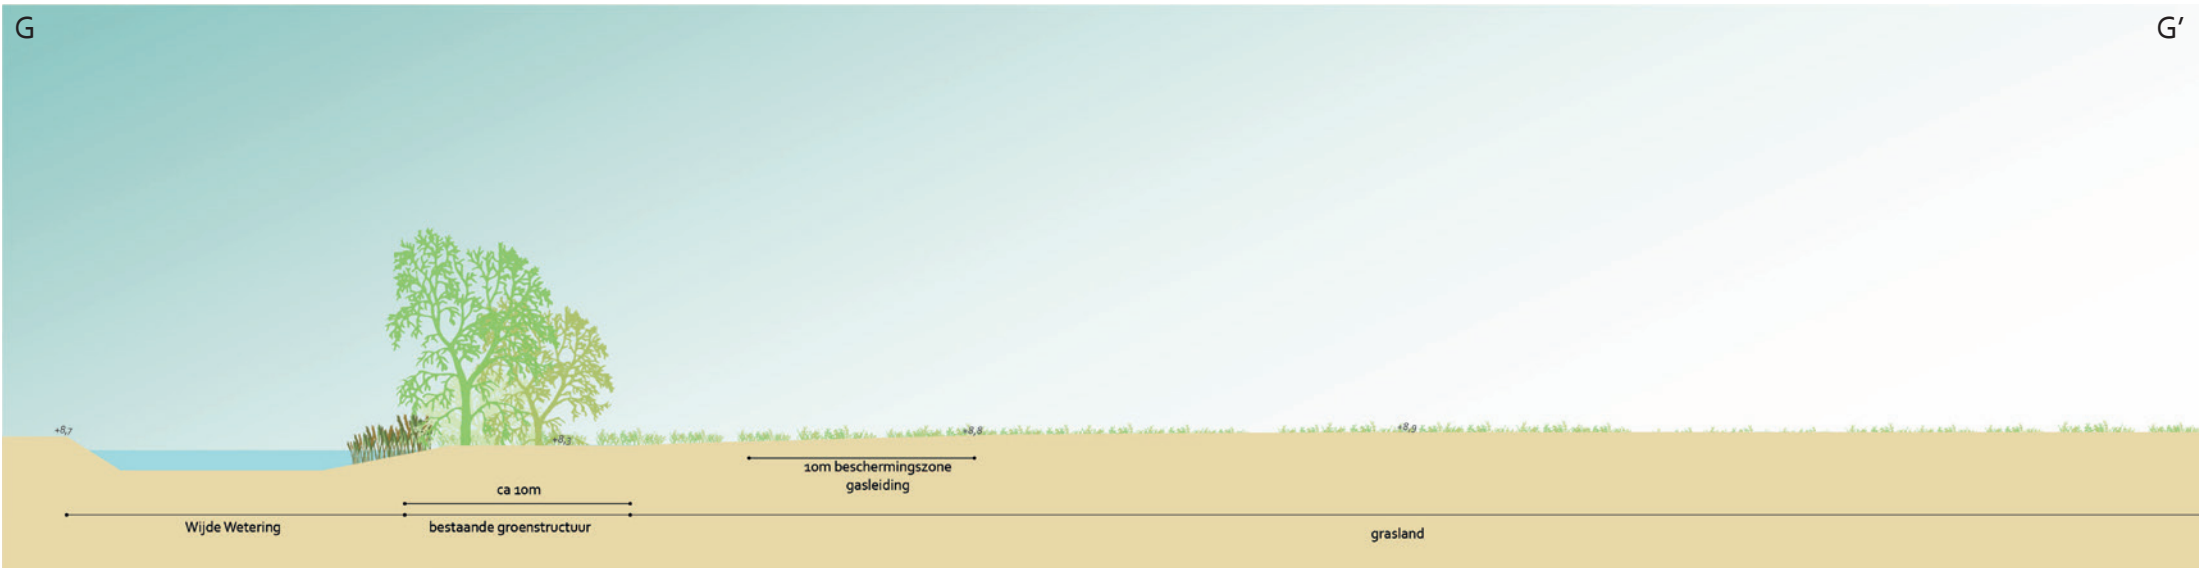 G
G’
+8,7
+8,3
+8,8
+8,9
10m beschermingszone
gasleiding
ca 10m
Wijde Wetering
bestaande groenstructuur
grasland